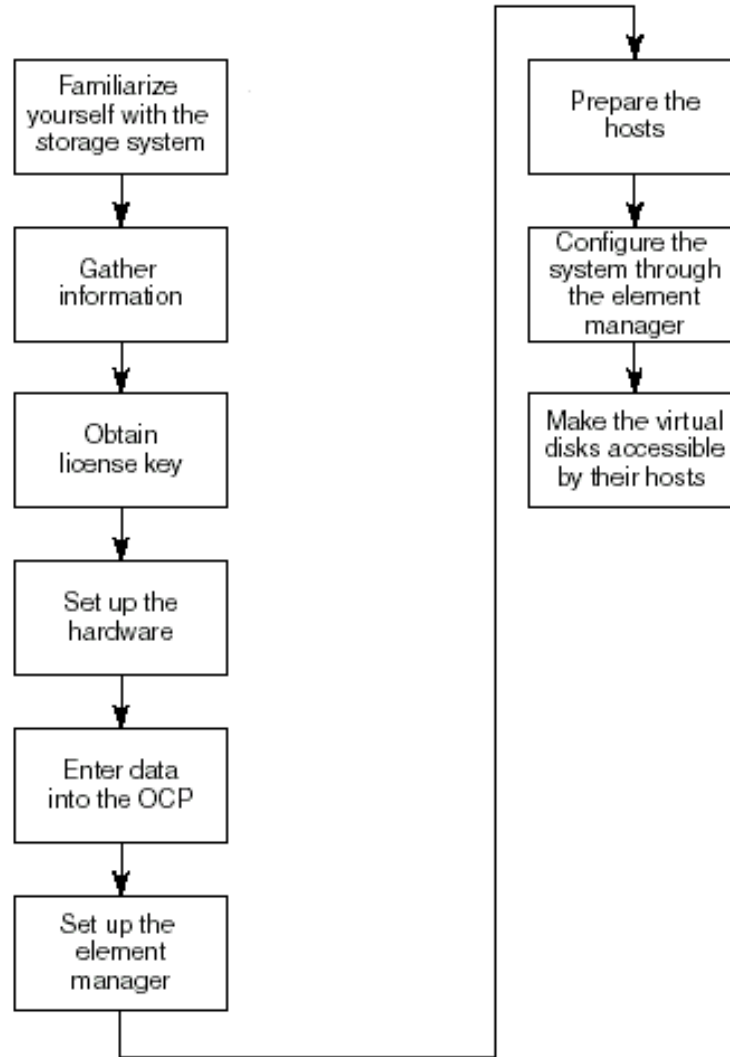 Familiarize
yourself with the
storage system
Gather
information
Obtain
license key
Set up the
hardware
Enter data
into the OCP
Set up the
element
manager
Prepare the
hosts
Configure the
system through
the element
manager
Make the virtual
disks accessible
by their hosts